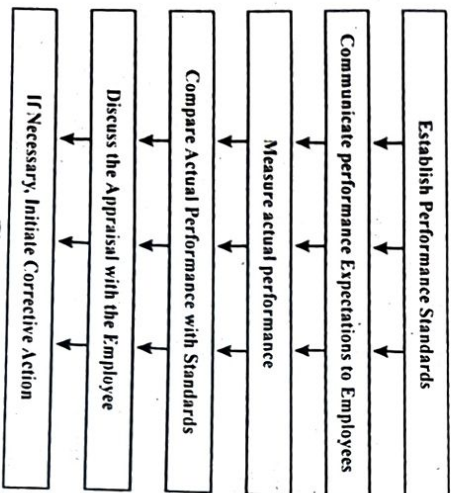 Establish Performance Standards
Communicate performance Expectations to Employees
Measure actual performance
Compare Actual Performance with Standards
Discuss the Appraisal with the Employee
If Necessary, Initiate Corrective Action